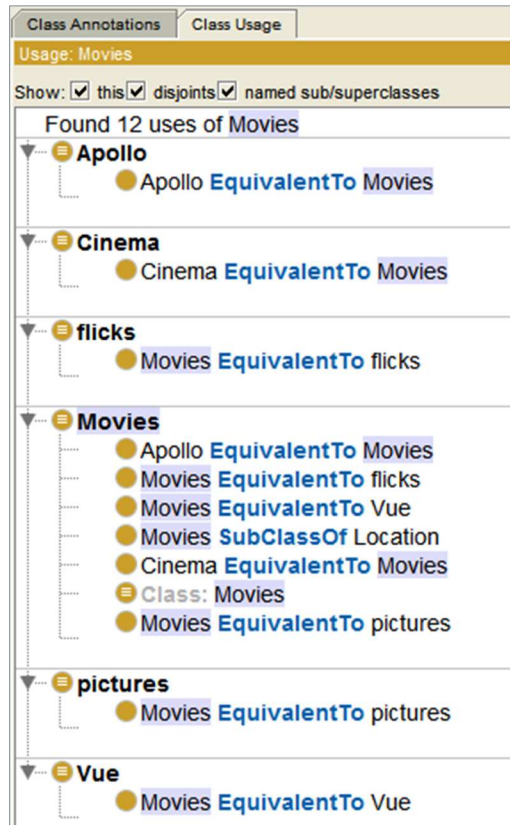 Class Annotations Class Usage
Usage: Movies
Show: this disjoints named sub/superclasses
Found 12 uses of Movies
Apollo
Apollo EquivalentTo Movies
Cinema
Cinema EquivalentTo Movies
flicks
Movies EquivalentTo flicks
Movies
Apollo EquivalentTo Movies
Movies EquivalentTo flicks
Movies EquivalentTo Vue
Movies SubClassOf Location
Cinema EquivalentTo Movies
Class: Movies
Movies EquivalentTo pictures
pictures
Movies EquivalentTo pictures
Vue
Movies EquivalentTo Vue